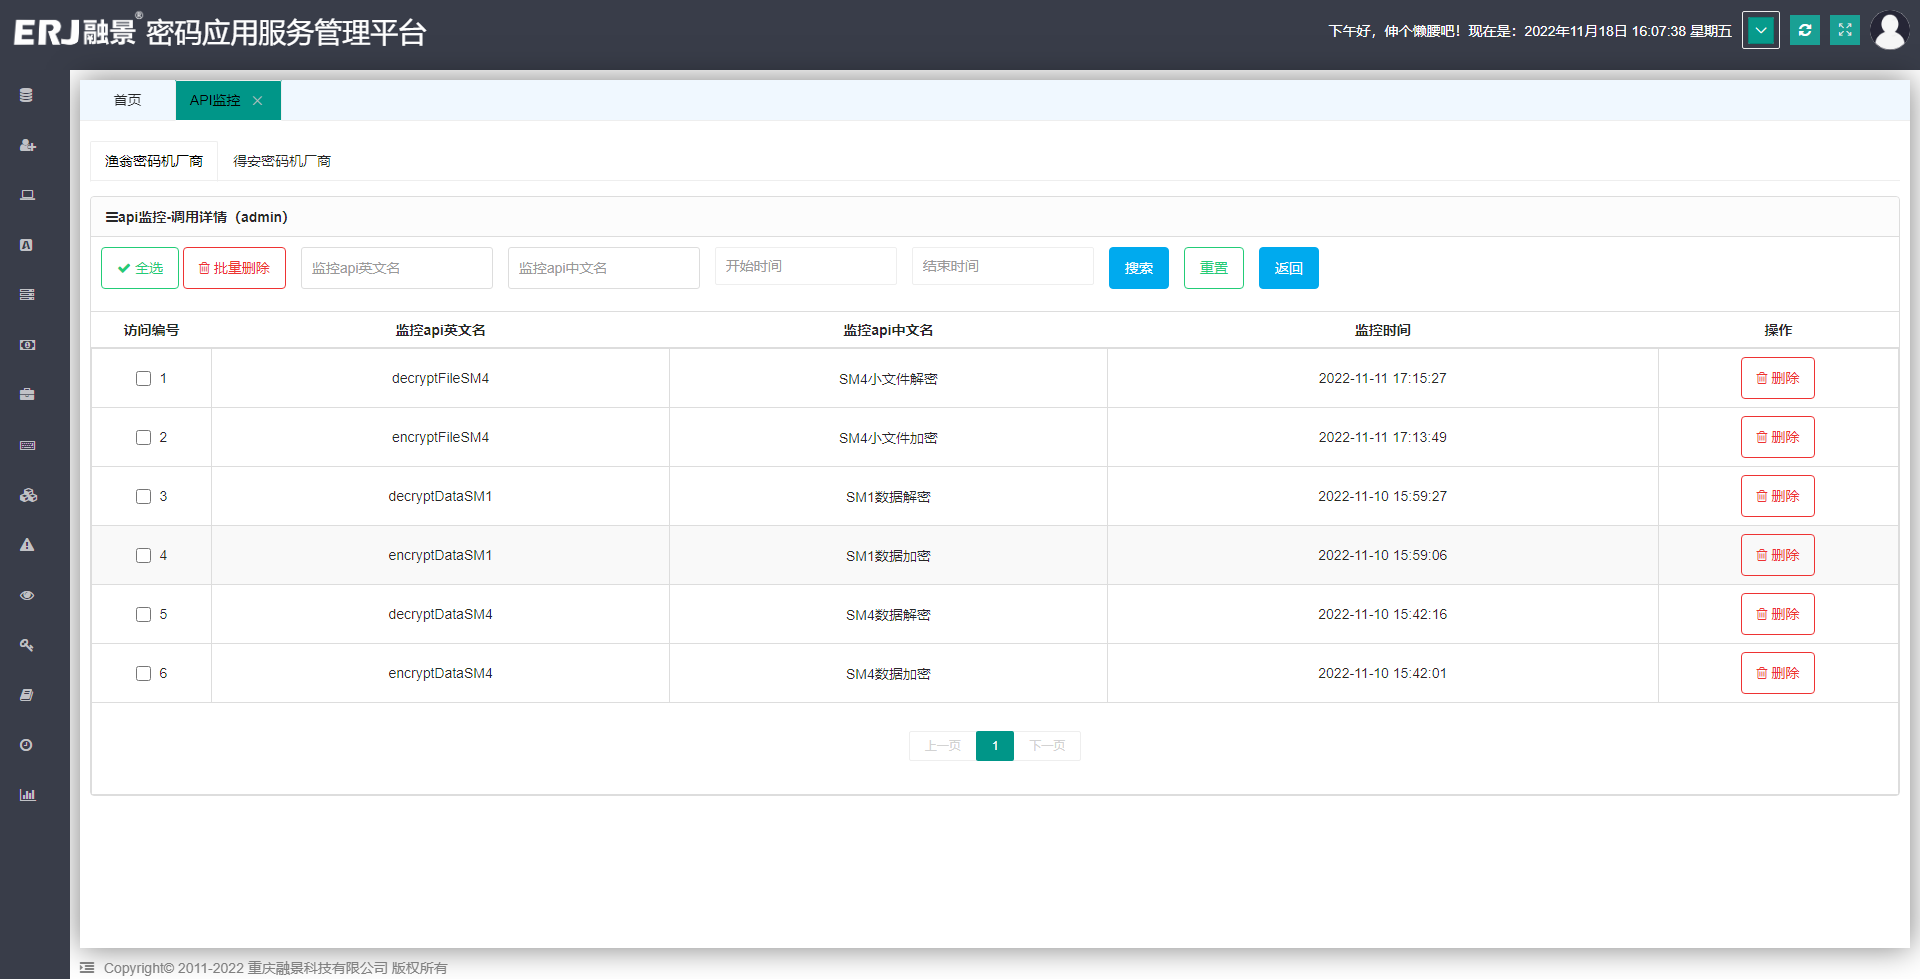 ERJ融景® 密码应用服务管理平台
下午好，伸个懒腰吧！现在是：2022年11月18日 16:07:38 星期五
首页 API监控
渔翁密码机厂商 得安密码机厂商
api监控-调用详情（admin）
全选 批量删除 监控api英文名 监控api中文名 开始时间 结束时间 搜索 重置 返回
访问编号 监控api英文名 监控api中文名 监控时间 操作
1 decryptFileSM4 SM4小文件解密 2022-11-11 17:15:27 删除
2 encryptFileSM4 SM4小文件加密 2022-11-11 17:13:49 删除
3 decryptDataSM1 SM1数据解密 2022-11-10 15:59:27 删除
4 encryptDataSM1 SM1数据加密 2022-11-10 15:59:06 删除
5 decryptDataSM4 SM4数据解密 2022-11-10 15:42:16 删除
6 encryptDataSM4 SM4数据加密 2022-11-10 15:42:01 删除
上一页 1 下一页
Copyright© 2011-2022 重庆融景科技有限公司 版权所有